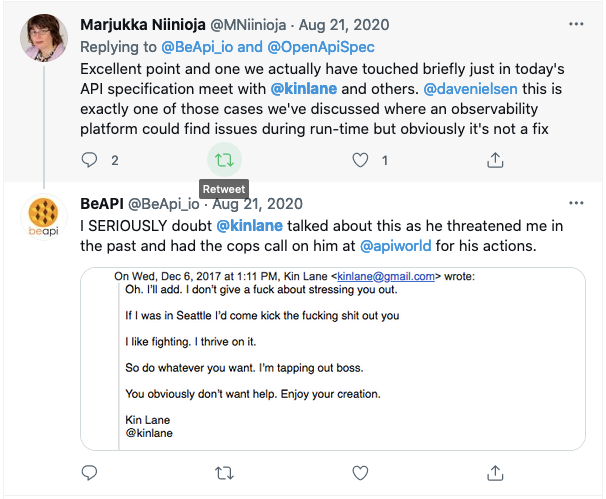 Marjukka Niinioja @MNiinioja · Aug 21, 2020
Replying to @BeApi_io and @OpenApiSpec
Excellent point and one we actually have touched briefly just in today's
API specification meet with @kinlane and others. @davenielsen this is
exactly one of those cases we've discussed where an observability
platform could find issues during run-time but obviously it's not a fix
2
1
Retweet
beapi
BeAPI @BeApi_io · Aug 21, 2020
I SERIOUSLY doubt @kinlane talked about this as he threatened me in
the past and had the cops call on him at @apiworld for his actions.
On Wed, Dec 6, 2017 at 1:11 PM, Kin Lane <kinlane@gmail.com> wrote:
Oh. I'll add. I don't give a fuck about stressing you out.
If I was in Seattle I'd come kick the fucking shit out you
I like fighting. I thrive on it.
So do whatever you want. I'm tapping out boss.
You obviously don't want help. Enjoy your creation.
Kin Lane
@kinlane